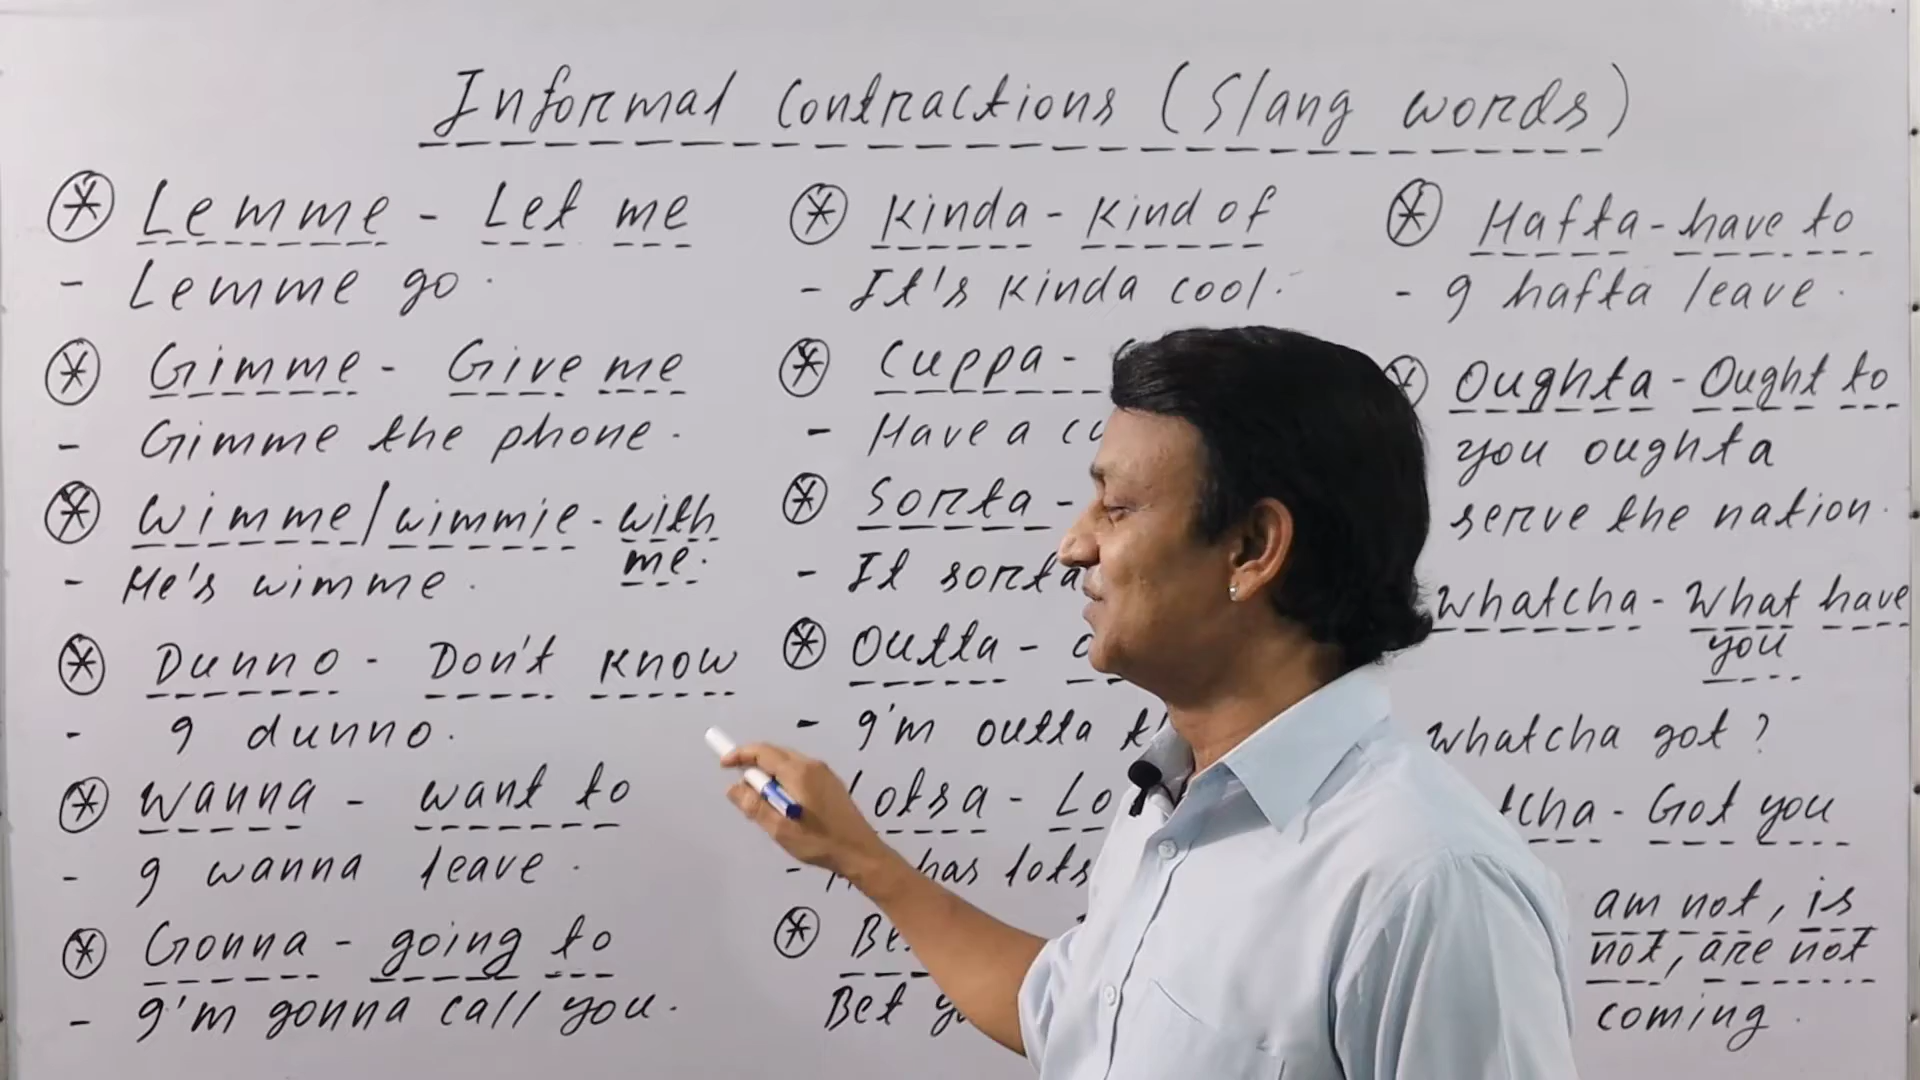 Informal Contractions (Slang words)
Lemme - Let me
- Lemme go.
Gimme - Give me
- Gimme the phone.
Wimme/wimmie - with
me.
- He's wimme.
Dunno - Don't know
- I dunno.
Wanna - want to
- I wanna leave.
Gonna - going to
- I'm gonna call you.
Kinda - Kind of
- It's kinda cool.
Cuppa -
- Have a
Sorta -
- It sorta
Outta -
- I'm outta
Lotsa -
- has lots
Bet
Hafta - have to
- I hafta leave.
Oughta - Ought to
you oughta
serve the nation.
Whatcha - What have
you
Whatcha got?
- Got you
am not, is
not, are not
coming.